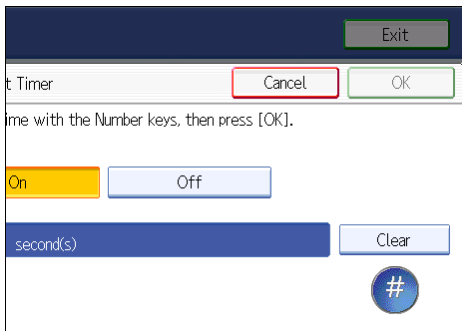 Exit
t Timer Cancel OK
ime with the Number keys, then press [OK].
On Off
second(s) Clear
#